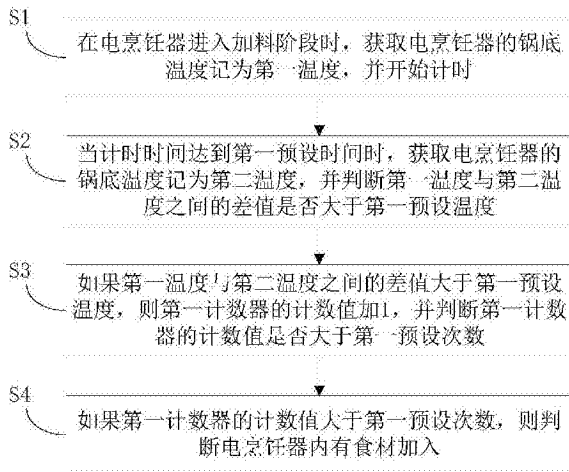 S1
在电烹饪器进入加料阶段时，获取电烹饪器的锅底
温度记为第一温度，并开始计时
S2
当计时时间达到第一预设时间时，获取电烹饪器的
锅底温度记为第二温度，并判断第一温度与第二温
度之间的差值是否大于第一预设温度
S3
如果第一温度与第二温度之间的差值大于第一预设
温度，则第一计数器的计数值加1，并判断第一计数
器的计数值是否大于第一预设次数
S4
如果第一计数器的计数值大于第一预设次数，则判
断电烹饪器内有食材加入